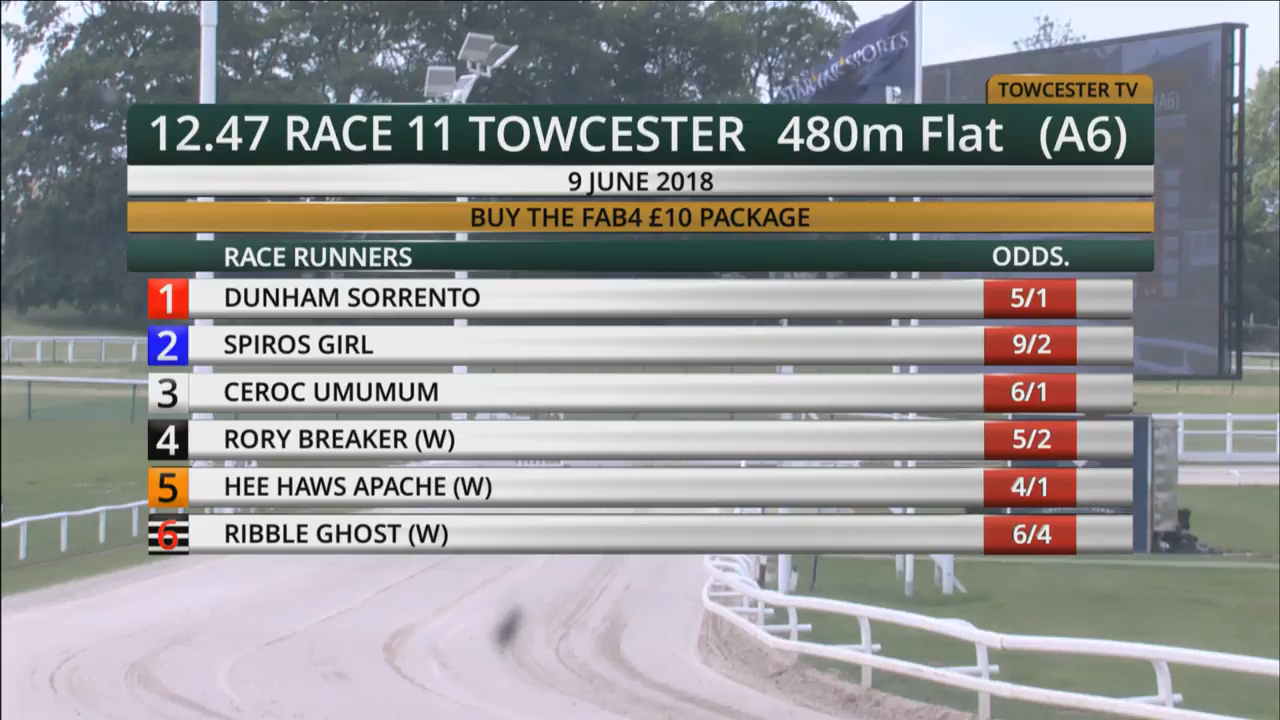 STAR SPORTS
TOWCESTER TV
12.47 RACE 11 TOWCESTER 480m Flat (A6)
9 JUNE 2018
BUY THE FAB4 £10 PACKAGE
RACE RUNNERS ODDS.
1 DUNHAM SORRENTO 5/1
2 SPIROS GIRL 9/2
3 CEROC UMUMUM 6/1
4 RORY BREAKER (W) 5/2
5 HEE HAWS APACHE (W) 4/1
6 RIBBLE GHOST (W) 6/4